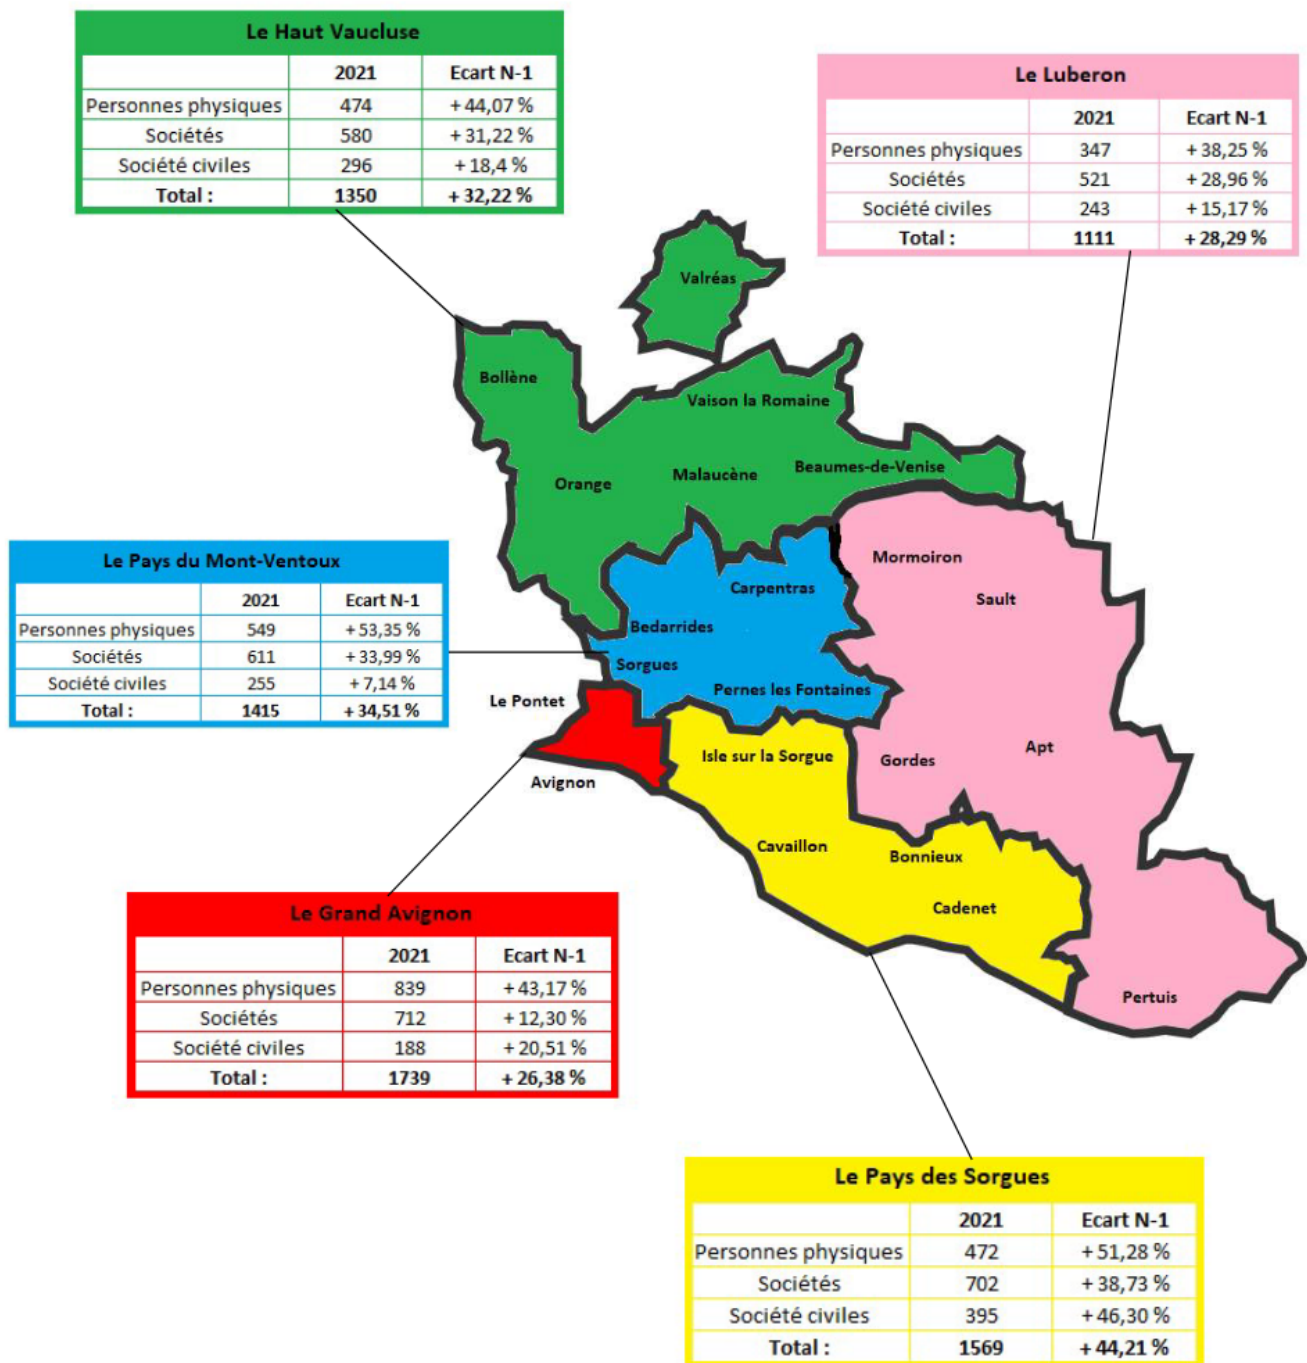 Le Haut Vaucluse
2021 Ecart N-1
Personnes physiques 474 + 44,07 %
Sociétés 580 + 31,22 %
Société civiles 296 + 18,4 %
Total : 1350 + 32,22 %
Le Luberon
2021 Ecart N-1
Personnes physiques 347 + 38,25 %
Sociétés 521 + 28,96 %
Société civiles 243 + 15,17 %
Total : 1111 + 28,29 %
Valréas
Bollène
Vaison la Romaine
Beaumes-de-Venise
Malaucène
Orange
Le Pays du Mont-Ventoux
2021 Ecart N-1
Personnes physiques 549 + 53,35 %
Sociétés 611 + 33,99 %
Société civiles 255 + 7,14 %
Total : 1415 + 34,51 %
Mormoiron
Carpentras
Sault
Bedarrides
Sorgues
Pernes les Fontaines
Le Pontet
Apt
Isle sur la Sorgue
Gordes
Avignon
Cavaillon
Bonnieux
Cadenet
Pertuis
Le Grand Avignon
2021 Ecart N-1
Personnes physiques 839 + 43,17 %
Sociétés 712 + 12,30 %
Société civiles 188 + 20,51 %
Total : 1739 + 26,38 %
Le Pays des Sorgues
2021 Ecart N-1
Personnes physiques 472 + 51,28 %
Sociétés 702 + 38,73 %
Société civiles 395 + 46,30 %
Total : 1569 + 44,21 %